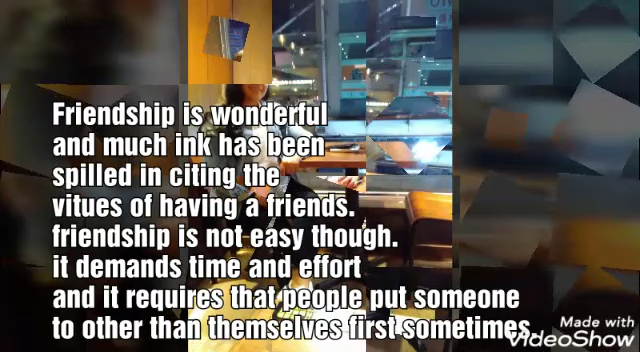 Friendship is wonderful
and much ink has been
spilled in citing the
vitues of having a friends.
friendship is not easy though.
it demands time and effort
and it requires that people put someone
to other than themselves first sometimes.
Made with
VideoShow